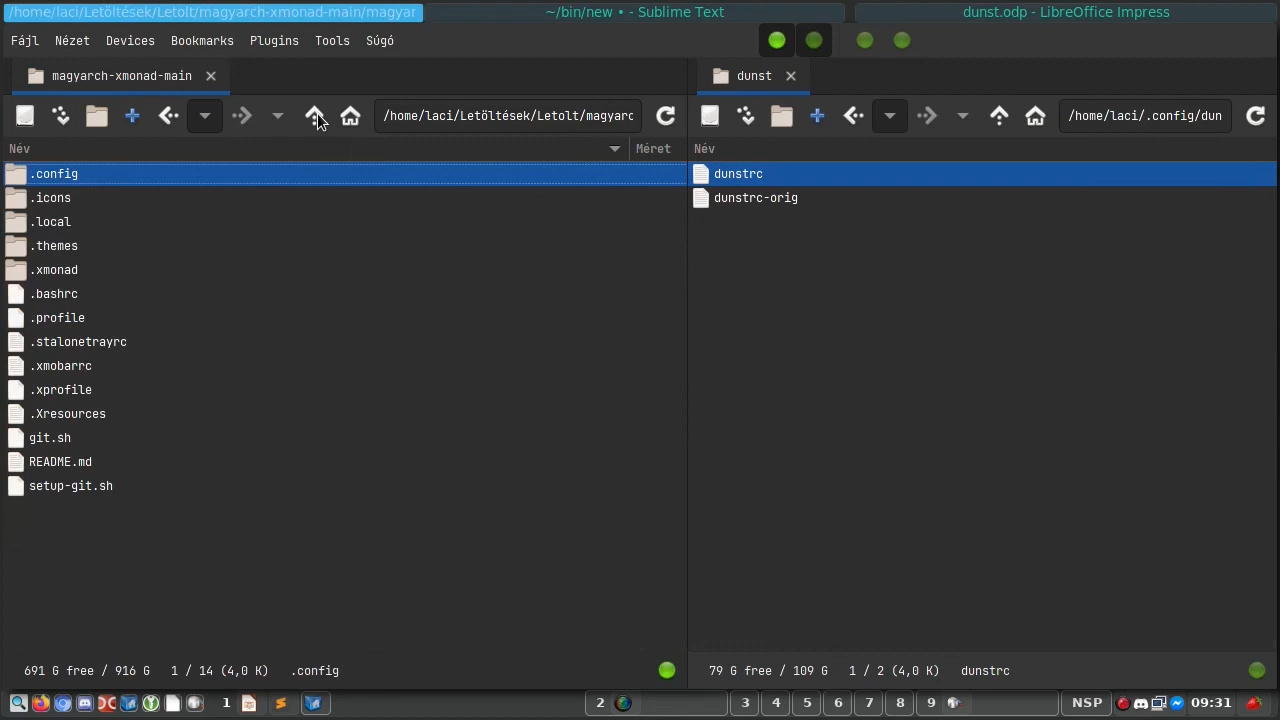 /home/laci/Letöltések/Letolt/magyarch-xmonad-main/magyar
~/bin/new • - Sublime Text
dunst.odp - LibreOffice Impress
Fájl Nézet Devices Bookmarks Plugins Tools Súgó
magyarch-xmonad-main
dunst
/home/laci/Letöltések/Letolt/magyarc
/home/laci/.config/dun
Név Méret
Név
.config
.icons
.local
.themes
.xmonad
.bashrc
.profile
.stalonetrayrc
.xmobarrc
.xprofile
.Xresources
git.sh
README.md
setup-git.sh
dunstrc
dunstrc-orig
691 G free / 916 G 1 / 14 (4,0 K) .config
79 G free / 109 G 1 / 2 (4,0 K) dunstrc
1 2 3 4 5 6 7 8 9 NSP 09:31